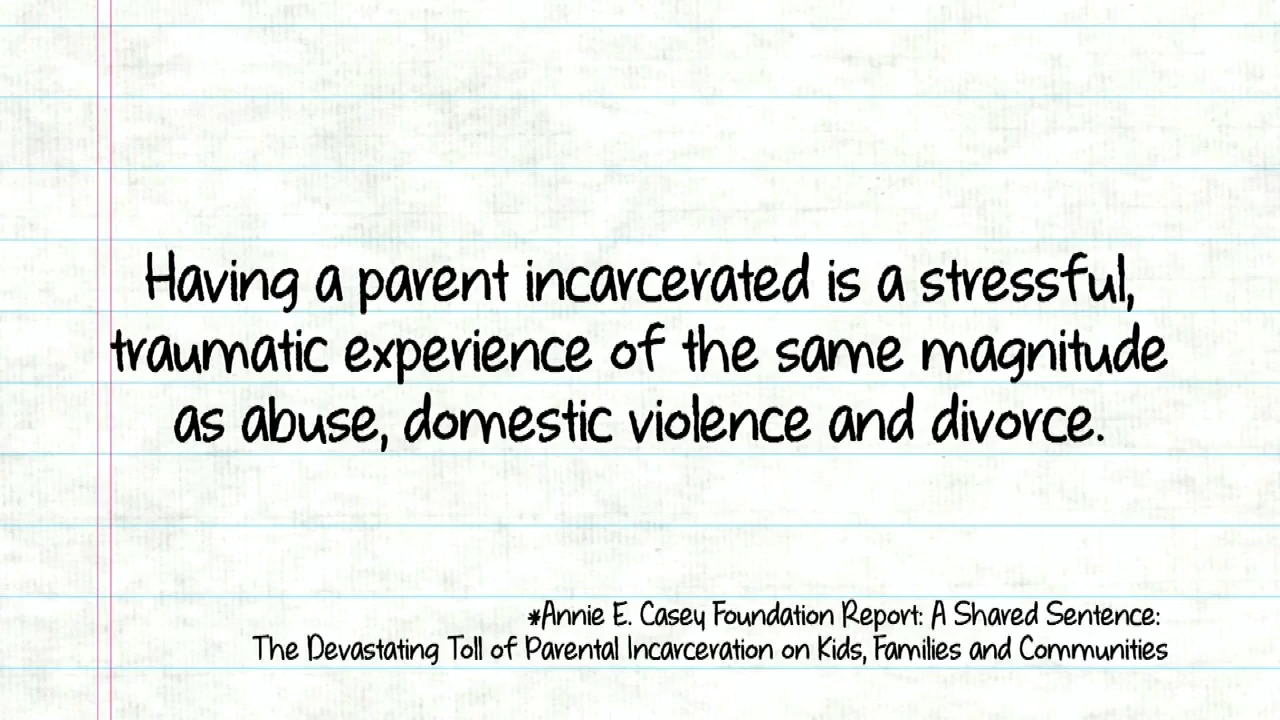 Having a parent incarcerated is a stressful,
traumatic experience of the same magnitude
as abuse, domestic violence and divorce.
*Annie E. Casey Foundation Report: A Shared Sentence:
The Devastating Toll of Parental Incarceration on Kids, Families and Communities